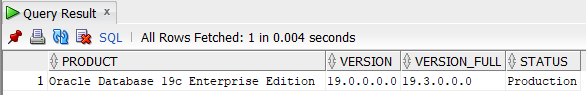 Query Result x
SQL | All Rows Fetched: 1 in 0.004 seconds
PRODUCT VERSION VERSION_FULL STATUS
1 Oracle Database 19c Enterprise Edition 19.0.0.0.0 19.3.0.0.0 Production